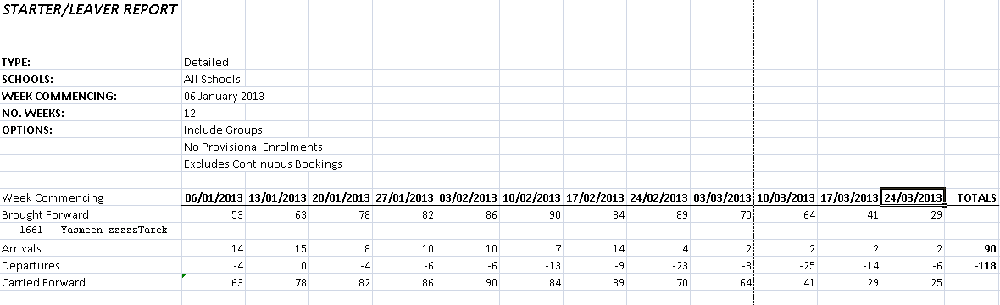 STARTER/LEAVER REPORT
TYPE: Detailed
SCHOOLS: All Schools
WEEK COMMENCING: 06 January 2013
NO. WEEKS: 12
OPTIONS: Include Groups
No Provisional Enrolments
Excludes Continuous Bookings
Week Commencing 06/01/2013 13/01/2013 20/01/2013 27/01/2013 03/02/2013 10/02/2013 17/02/2013 24/02/2013 03/03/2013 10/03/2013 17/03/2013 24/03/2013 TOTALS
Brought Forward 53 63 78 82 86 90 84 89 70 64 41 29
1661 Yasmeen zzzzzTarek
Arrivals 14 15 8 10 10 7 14 4 2 2 2 2 90
Departures -4 0 -4 -6 -6 -13 -9 -23 -8 -25 -14 -6 -118
Carried Forward 63 78 82 86 90 84 89 70 64 41 29 25